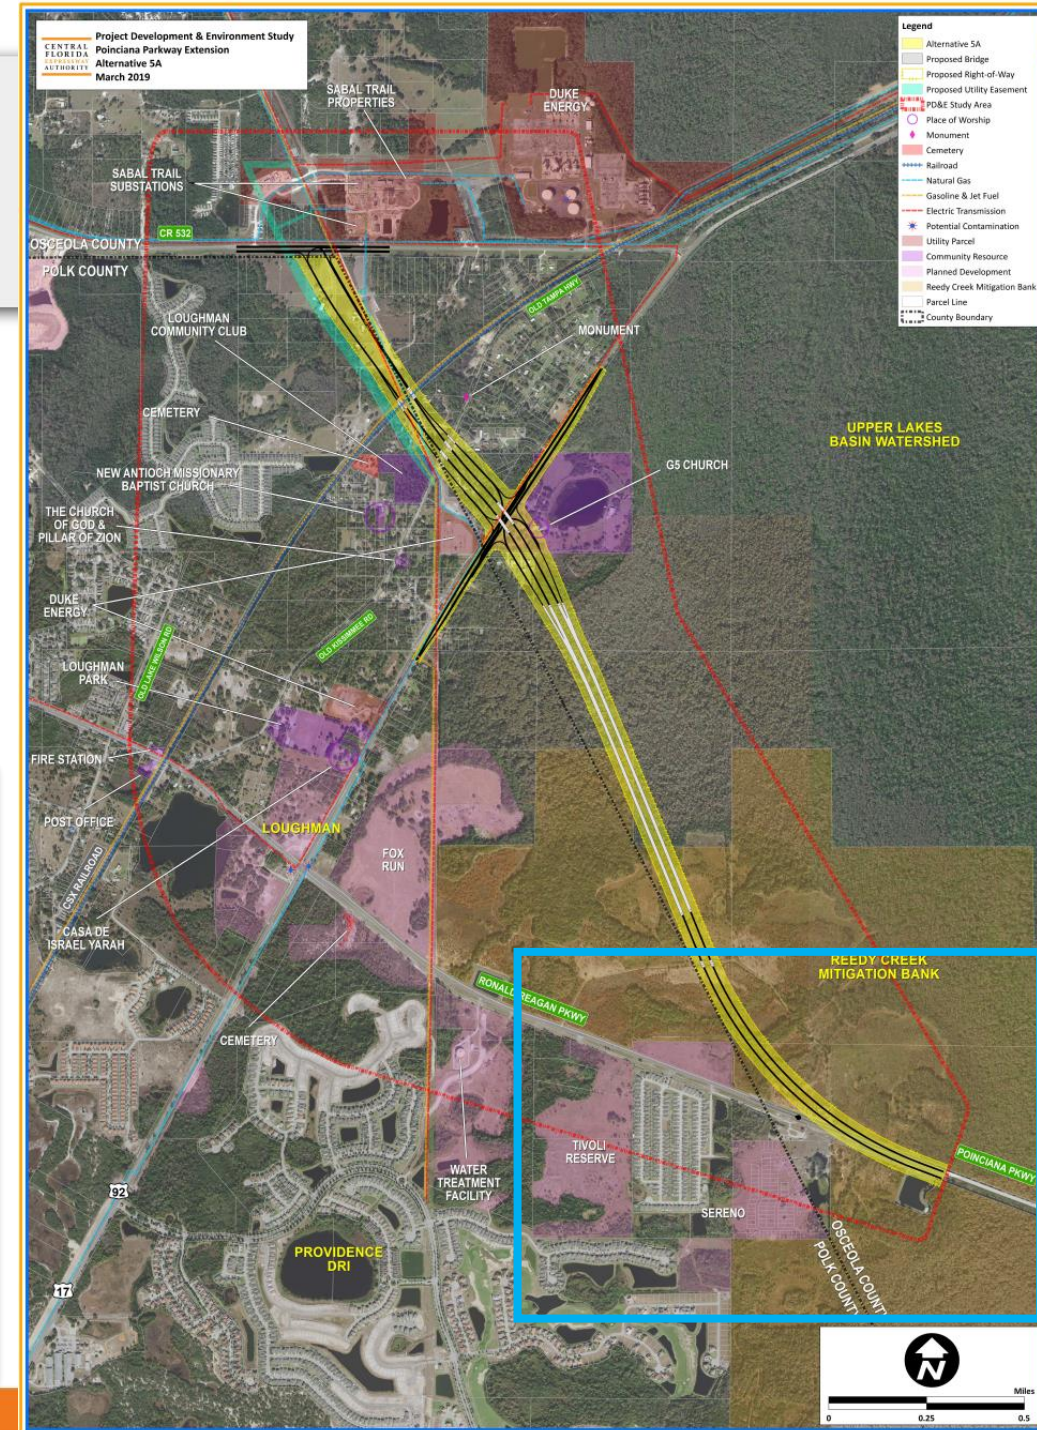 CENTRAL
FLORIDA
EXPRESSWAY
AUTHORITY
Project Development & Environment Study
Poinciana Parkway Extension
Alternative 5A
March 2019
Legend
Alternative 5A
Proposed Bridge
Proposed Right-of-Way
Proposed Utility Easement
PD&E Study Area
Place of Worship
Monument
Cemetery
Railroad
Natural Gas
Gasoline & Jet Fuel
Electric Transmission
Potential Contamination
Utility Parcel
Community Resource
Planned Development
Reedy Creek Mitigation Bank
Parcel Line
County Boundary
SABAL TRAIL
PROPERTIES
DUKE
ENERGY
SABAL TRAIL
SUBSTATIONS
CR 532
OSCEOLA COUNTY
POLK COUNTY
OLD TAMPA HWY
LOUGHMAN
COMMUNITY CLUB
MONUMENT
CEMETERY
UPPER LAKES
BASIN WATERSHED
G5 CHURCH
NEW ANTIOCH MISSIONARY
BAPTIST CHURCH
THE CHURCH
OF GOD &
PILLAR OF ZION
DUKE
ENERGY
OLD LAKE WILSON RD
OLD KISSIMMEE RD
LOUGHMAN
PARK
FIRE STATION
POST OFFICE
LOUGHMAN
FOX
RUN
CSX RAILROAD
CASA DE
ISRAEL YARAH
REEDY CREEK
MITIGATION BANK
RONALD REAGAN PKWY
CEMETERY
TIVOLI
RESERVE
POINCIANA PKWY
WATER
TREATMENT
FACILITY
SERENO
92
OSCEOLA COUNTY
POLK COUNTY
PROVIDENCE
DRI
17
N
Miles
0 0.25 0.5